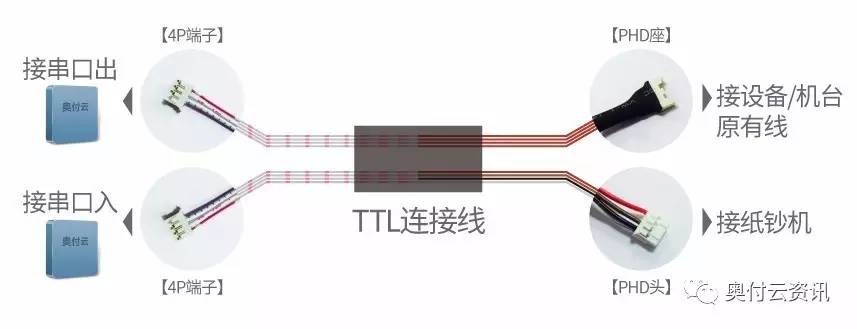 【4P端子】
【PHD座】
接串口出
奥付云
接设备/机台
原有线
TTL连接线
接串口入
奥付云
接纸钞机
【4P端子】
【PHD头】
奥付云资讯